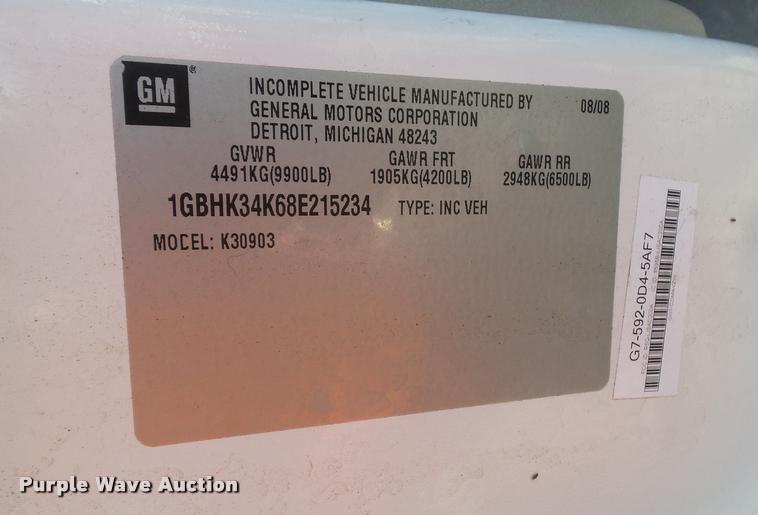 GM ®
INCOMPLETE VEHICLE MANUFACTURED BY 08/08
GENERAL MOTORS CORPORATION
DETROIT, MICHIGAN 48243
GVWR GAWR FRT GAWR RR
4491KG(9900LB) 1905KG(4200LB) 2948KG(6500LB)
1GBHK34K68E215234 TYPE: INC VEH
MODEL: K30903
G7-592-0D4-5AF7
Purple Wave Auction